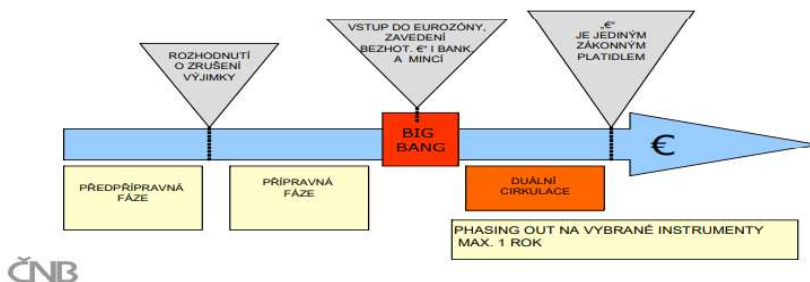 ROZHODNUTÍ
O ZRUŠENÍ
VÝJIMKY
VSTUP DO EUROZÓNY,
ZAVEDENÍ
BEZHOT. €“ I BANK,
A MINCÍ
„€“
JE JEDINÝM
ZÁKONNÝM
PLATIDLEM
BIG
BANG
€
PŘEDPŘÍPRAVNÁ
FÁZE
PŘÍPRAVNÁ
FÁZE
DUÁLNÍ
CIRKULACE
PHASING OUT NA VYBRANÉ INSTRUMENTY
MAX. 1 ROK
ČNB